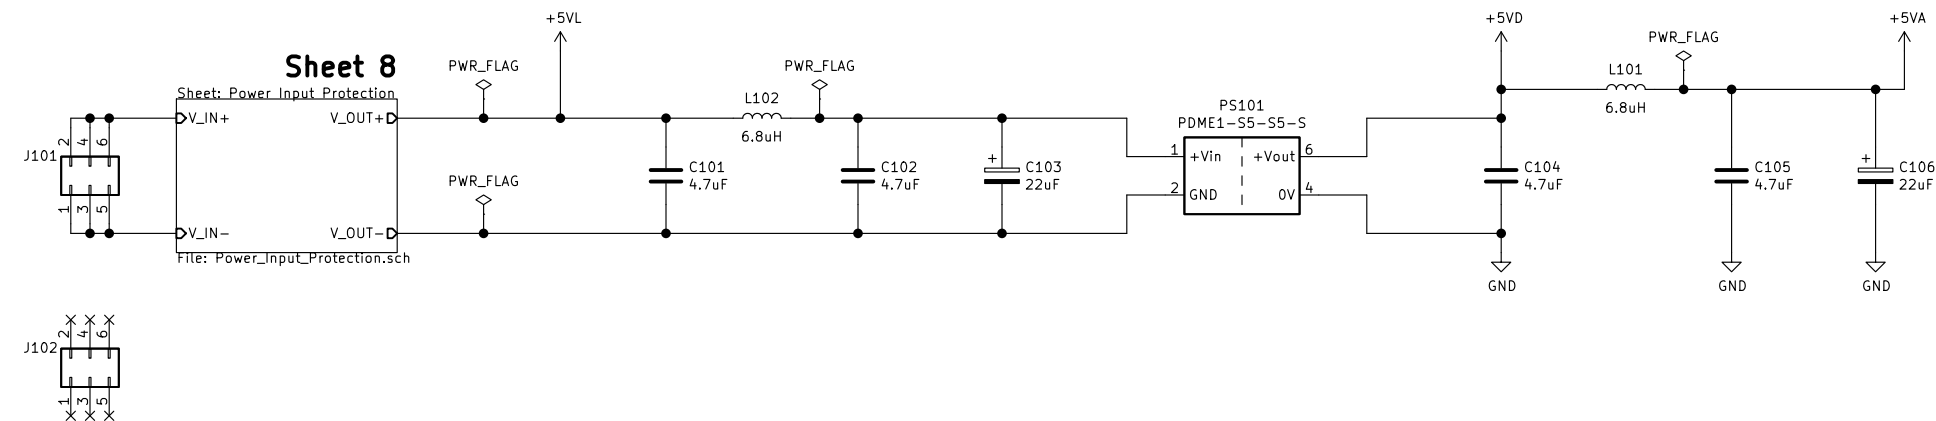 +5VL
+5VD
+5VA
Sheet 8
PWR_FLAG
PWR_FLAG
PWR_FLAG
L101
6.8uH
Sheet: Power Input Protection
L102
6.8uH
PS101
PDME1-S5-S5-S
V_IN+
V_OUT+
2
4
6
J101
1
3
5
1
+Vin
+Vout
6
2
GND
0V
4
C101
4.7uF
C102
4.7uF
+
C103
22uF
C104
4.7uF
C105
4.7uF
+
C106
22uF
PWR_FLAG
V_IN-
V_OUT-
File: Power_Input_Protection.sch
GND
GND
GND
2
4
6
J102
1
3
5